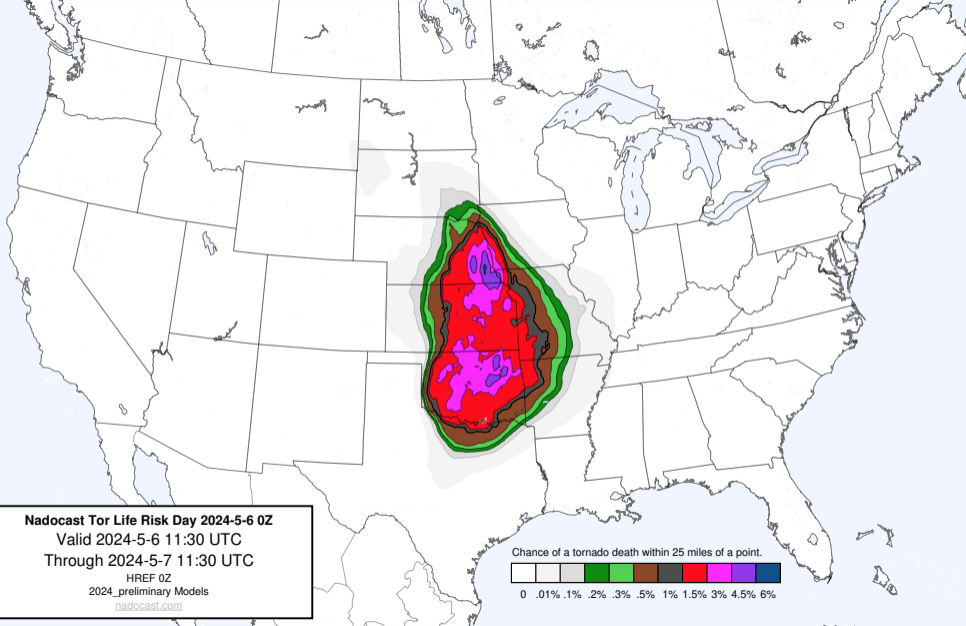 Nadocast Tor Life Risk Day 2024-5-6 0Z
Valid 2024-5-6 11:30 UTC
Through 2024-5-7 11:30 UTC
HREF 0Z
2024_preliminary Models
nadocast.com
Chance of a tornado death within 25 miles of a point.
0 .01% .1% .2% .3% .5% 1% 1.5% 3% 4.5% 6%